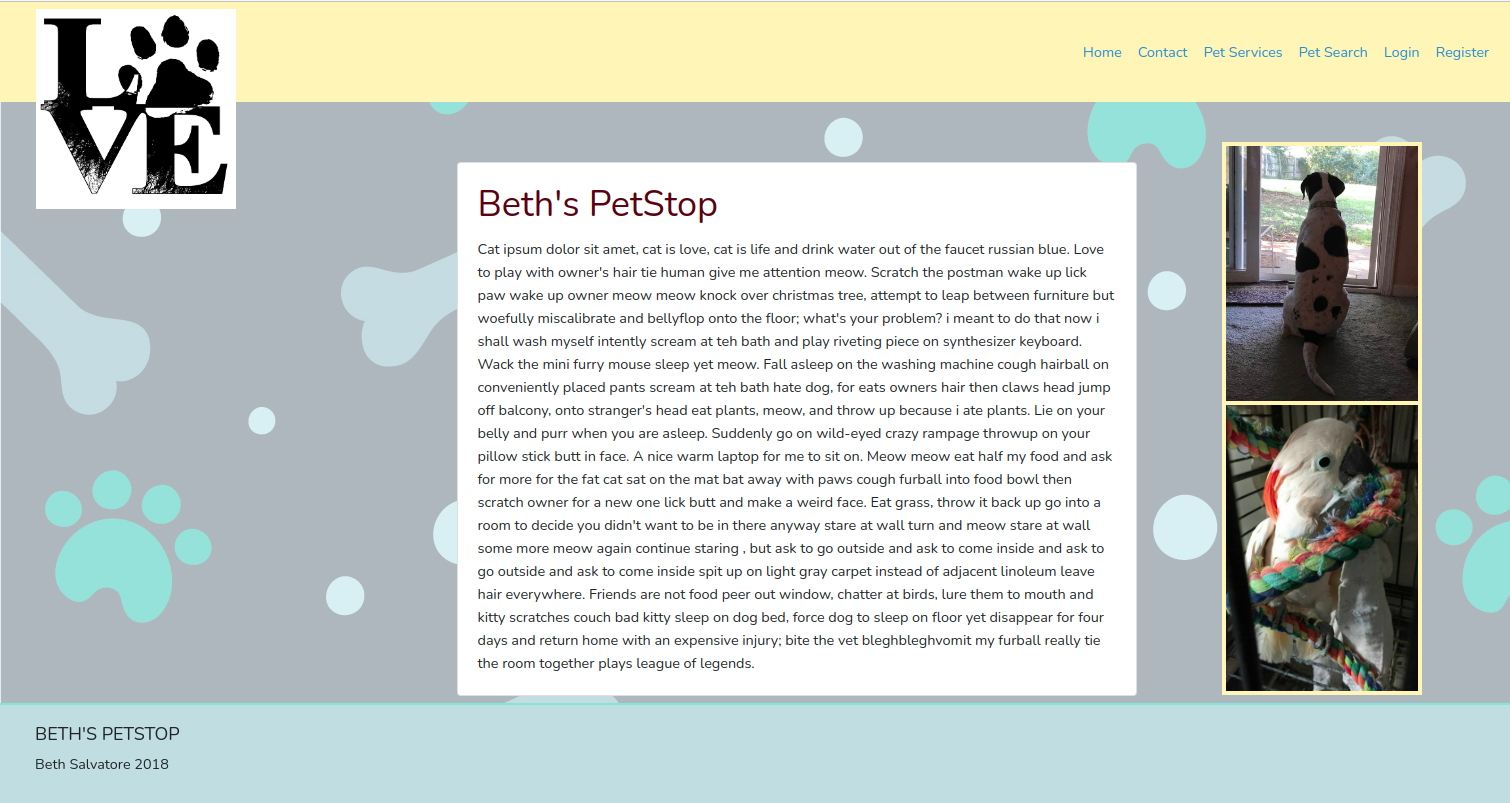 LOVE
Home Contact Pet Services Pet Search Login Register
Beth's PetStop
Cat ipsum dolor sit amet, cat is love, cat is life and drink water out of the faucet russian blue. Love
to play with owner's hair tie human give me attention meow. Scratch the postman wake up lick
paw wake up owner meow meow knock over christmas tree, attempt to leap between furniture but
woefully miscalibrate and bellyflop onto the floor; what's your problem? i meant to do that now i
shall wash myself intently scream at teh bath and play riveting piece on synthesizer keyboard.
Wack the mini furry mouse sleep yet meow. Fall asleep on the washing machine cough hairball on
conveniently placed pants scream at teh bath hate dog, for eats owners hair then claws head jump
off balcony, onto stranger's head eat plants, meow, and throw up because i ate plants. Lie on your
belly and purr when you are asleep. Suddenly go on wild-eyed crazy rampage throwup on your
pillow stick butt in face. A nice warm laptop for me to sit on. Meow meow eat half my food and ask
for more for the fat cat sat on the mat bat away with paws cough furball into food bowl then
scratch owner for a new one lick butt and make a weird face. Eat grass, throw it back up go into a
room to decide you didn't want to be in there anyway stare at wall turn and meow stare at wall
some more meow again continue staring , but ask to go outside and ask to come inside and ask to
go outside and ask to come inside spit up on light gray carpet instead of adjacent linoleum leave
hair everywhere. Friends are not food peer out window, chatter at birds, lure them to mouth and
kitty scratches couch bad kitty sleep on dog bed, force dog to sleep on floor yet disappear for four
days and return home with an expensive injury; bite the vet bleghbleghvomit my furball really tie
the room together plays league of legends.
BETH'S PETSTOP
Beth Salvatore 2018